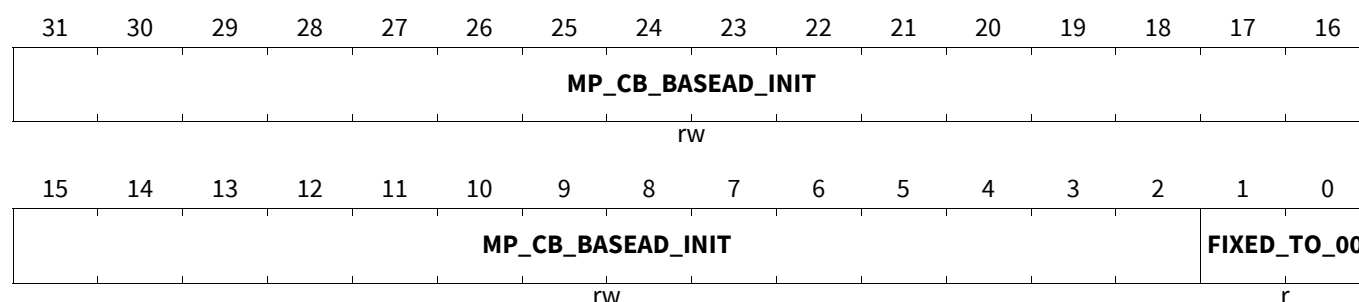 31 30 29 28 27 26 25 24 23 22 21 20 19 18 17 16
MP_CB_BASEAD_INIT
rw
15 14 13 12 11 10 9 8 7 6 5 4 3 2 1 0
MP_CB_BASEAD_INIT FIXED_TO_00
rw r